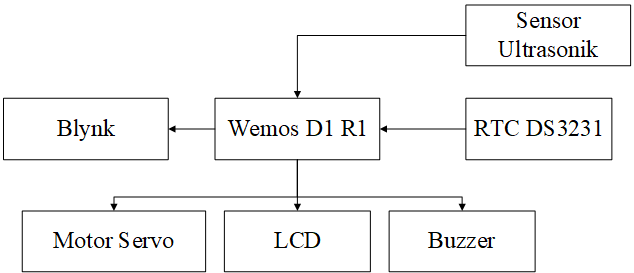 Sensor
Ultrasonik
Blynk
Wemos D1 R1
RTC DS3231
Motor Servo
LCD
Buzzer